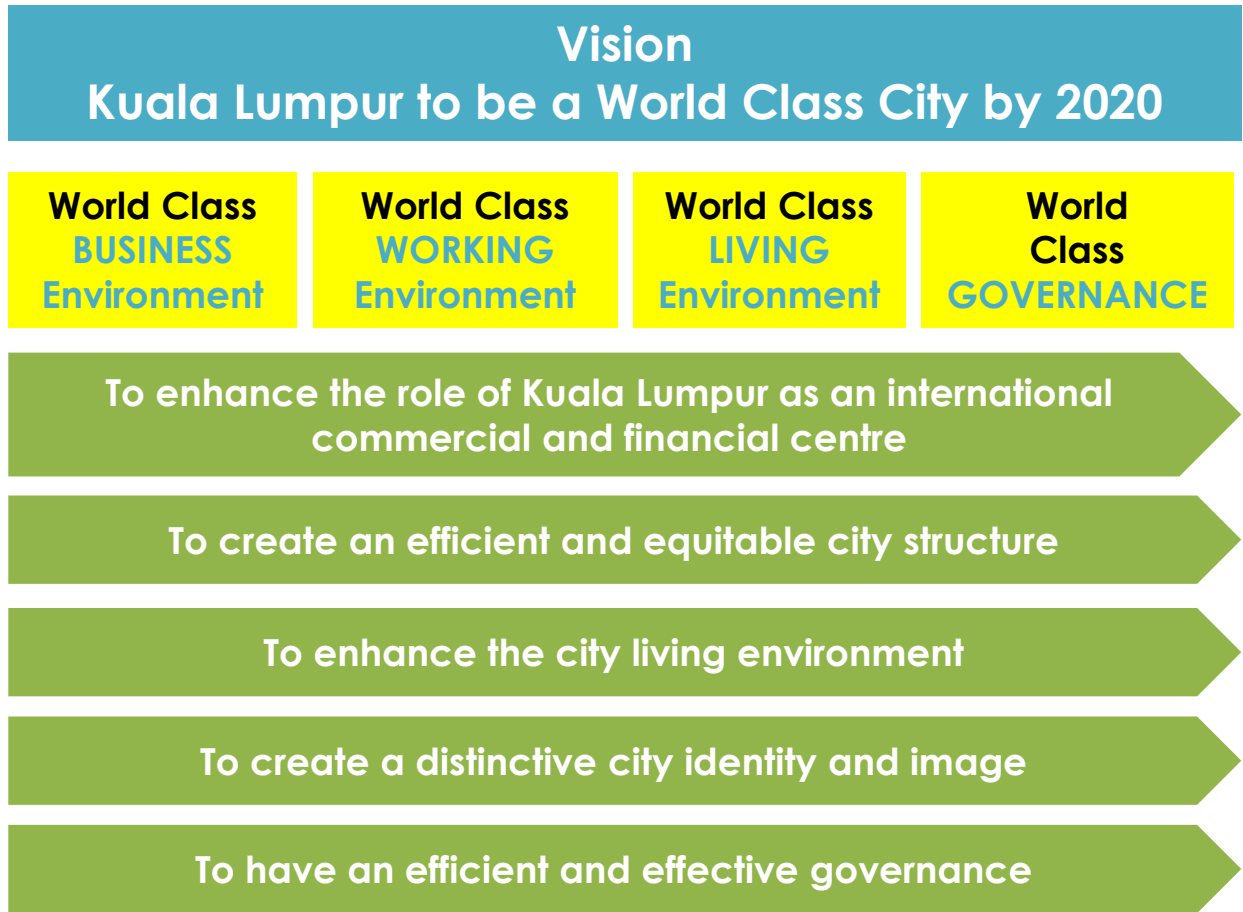 Vision
Kuala Lumpur to be a World Class City by 2020
World Class
BUSINESS
Environment
World Class
WORKING
Environment
World Class
LIVING
Environment
World
Class
GOVERNANCE
To enhance the role of Kuala Lumpur as an international
commercial and financial centre
To create an efficient and equitable city structure
To enhance the city living environment
To create a distinctive city identity and image
To have an efficient and effective governance